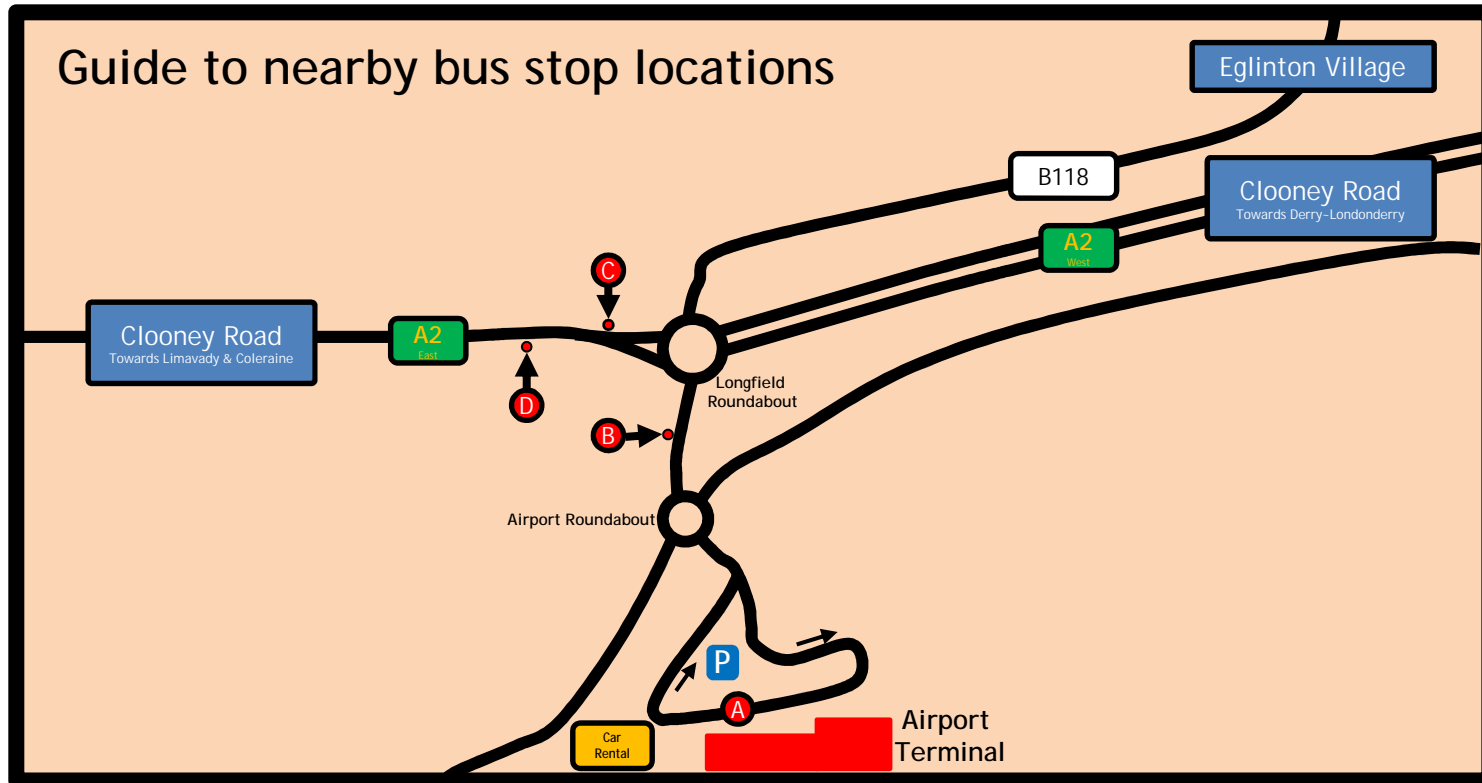 Guide to nearby bus stop locations
Eglinton Village
B118
Clooney Road
Towards Derry-Londonderry
A2
West
C
Clooney Road
Towards Limavady & Coleraine
A2
East
D
Longfield
Roundabout
B
Airport Roundabout
P
A
Car
Rental
Airport
Terminal